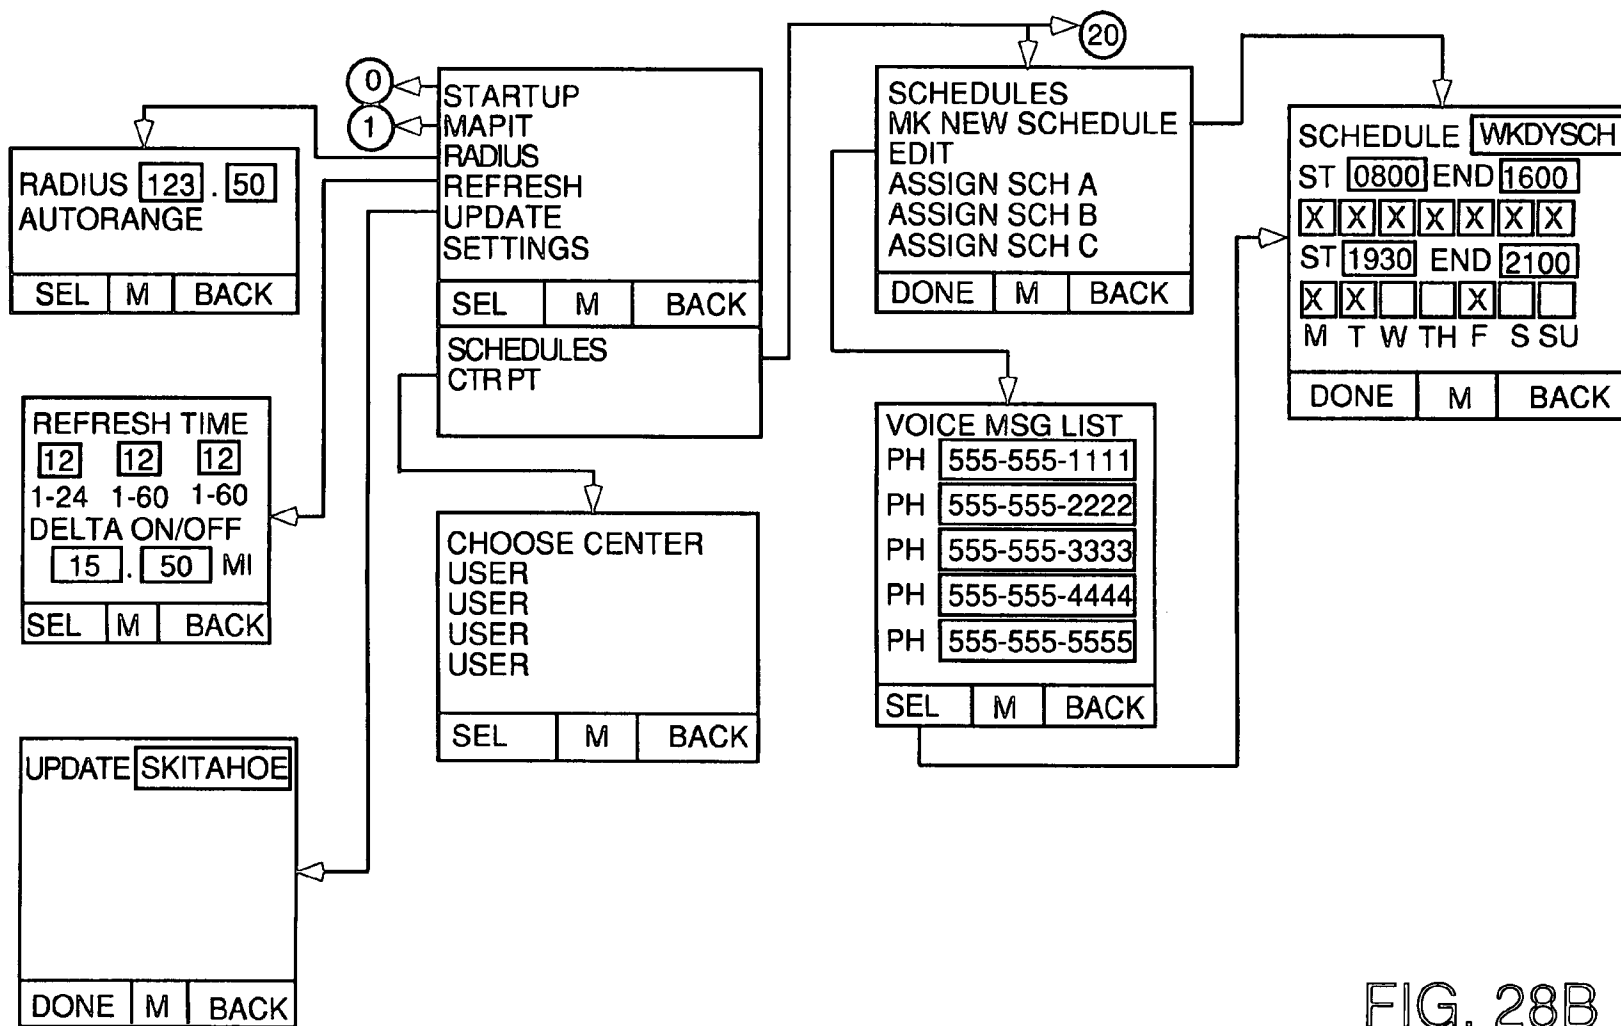 0
1
20
STARTUP
MAPIT
RADIUS
REFRESH
UPDATE
SETTINGS
SEL M BACK
SCHEDULES
CTR PT
RADIUS 123 . 50
AUTORANGE
SEL M BACK
REFRESH TIME
12 12 12
1-24 1-60 1-60
DELTA ON/OFF
15 . 50 MI
SEL M BACK
UPDATE SKITAHOE
DONE M BACK
CHOOSE CENTER
USER
USER
USER
USER
SEL M BACK
SCHEDULES
MK NEW SCHEDULE
EDIT
ASSIGN SCH A
ASSIGN SCH B
ASSIGN SCH C
DONE M BACK
VOICE MSG LIST
PH 555-555-1111
PH 555-555-2222
PH 555-555-3333
PH 555-555-4444
PH 555-555-5555
SEL M BACK
SCHEDULE WKDYSCH
ST 0800 END 1600
X X X X X X X
ST 1930 END 2100
X X X
M T W TH F S SU
DONE M BACK
FIG. 28B